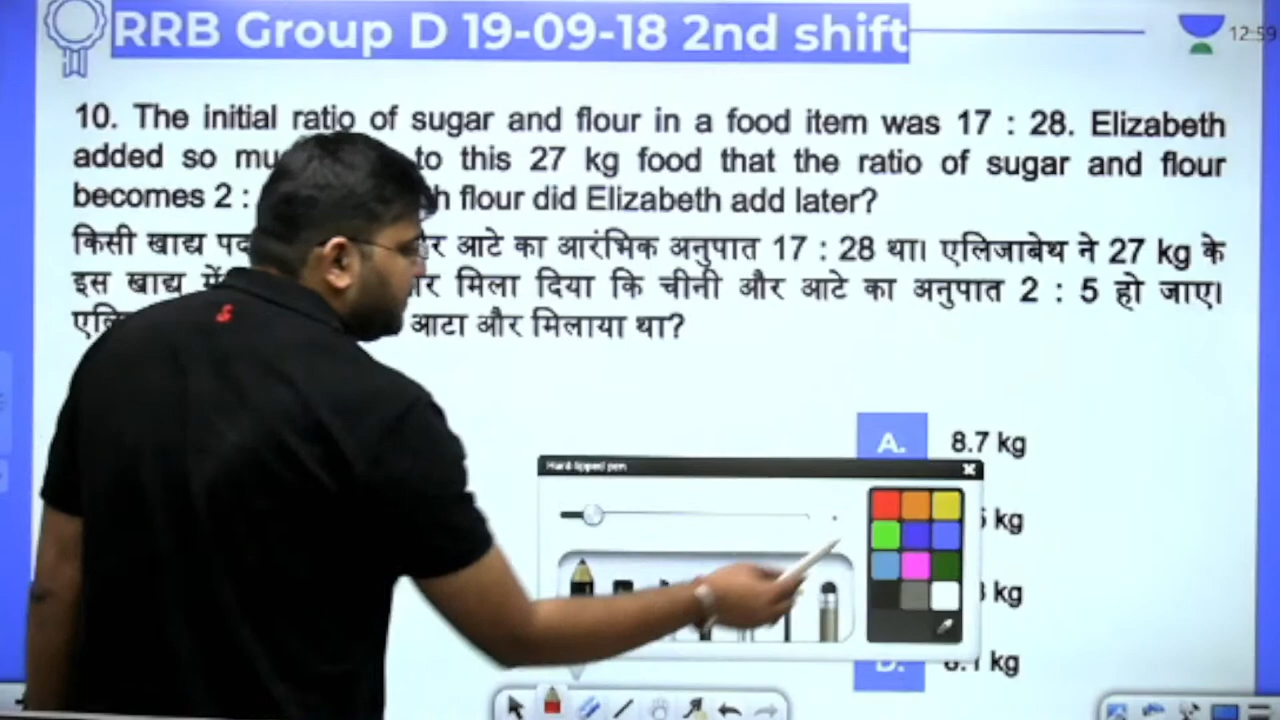 RRB Group D 19-09-18 2nd shift
12:59
10. The initial ratio of sugar and flour in a food item was 17 : 28. Elizabeth
added so to this 27 kg food that the ratio of sugar and flour
becomes 2 : flour did Elizabeth add later?
किसी खाद्य आटे का आरंभिक अनुपात 17 : 28 था। एलिजाबेथ ने 27 kg के
इस खाद्य में मिला दिया कि चीनी और आटे का अनुपात 2 : 5 हो जाए।
आटा और मिलाया था?
A. 8.7 kg
Hard tipped pen
kg
kg
D. kg